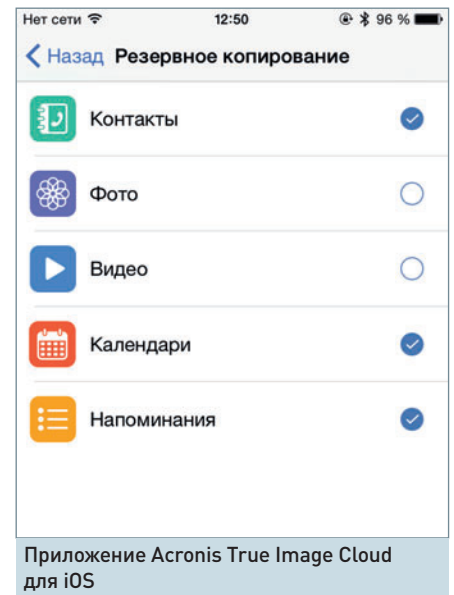 Нет сети 12:50 96 %
Назад Резервное копирование
Контакты
Фото
Видео
Календари
Напоминания
Приложение Acronis True Image Cloud
для iOS